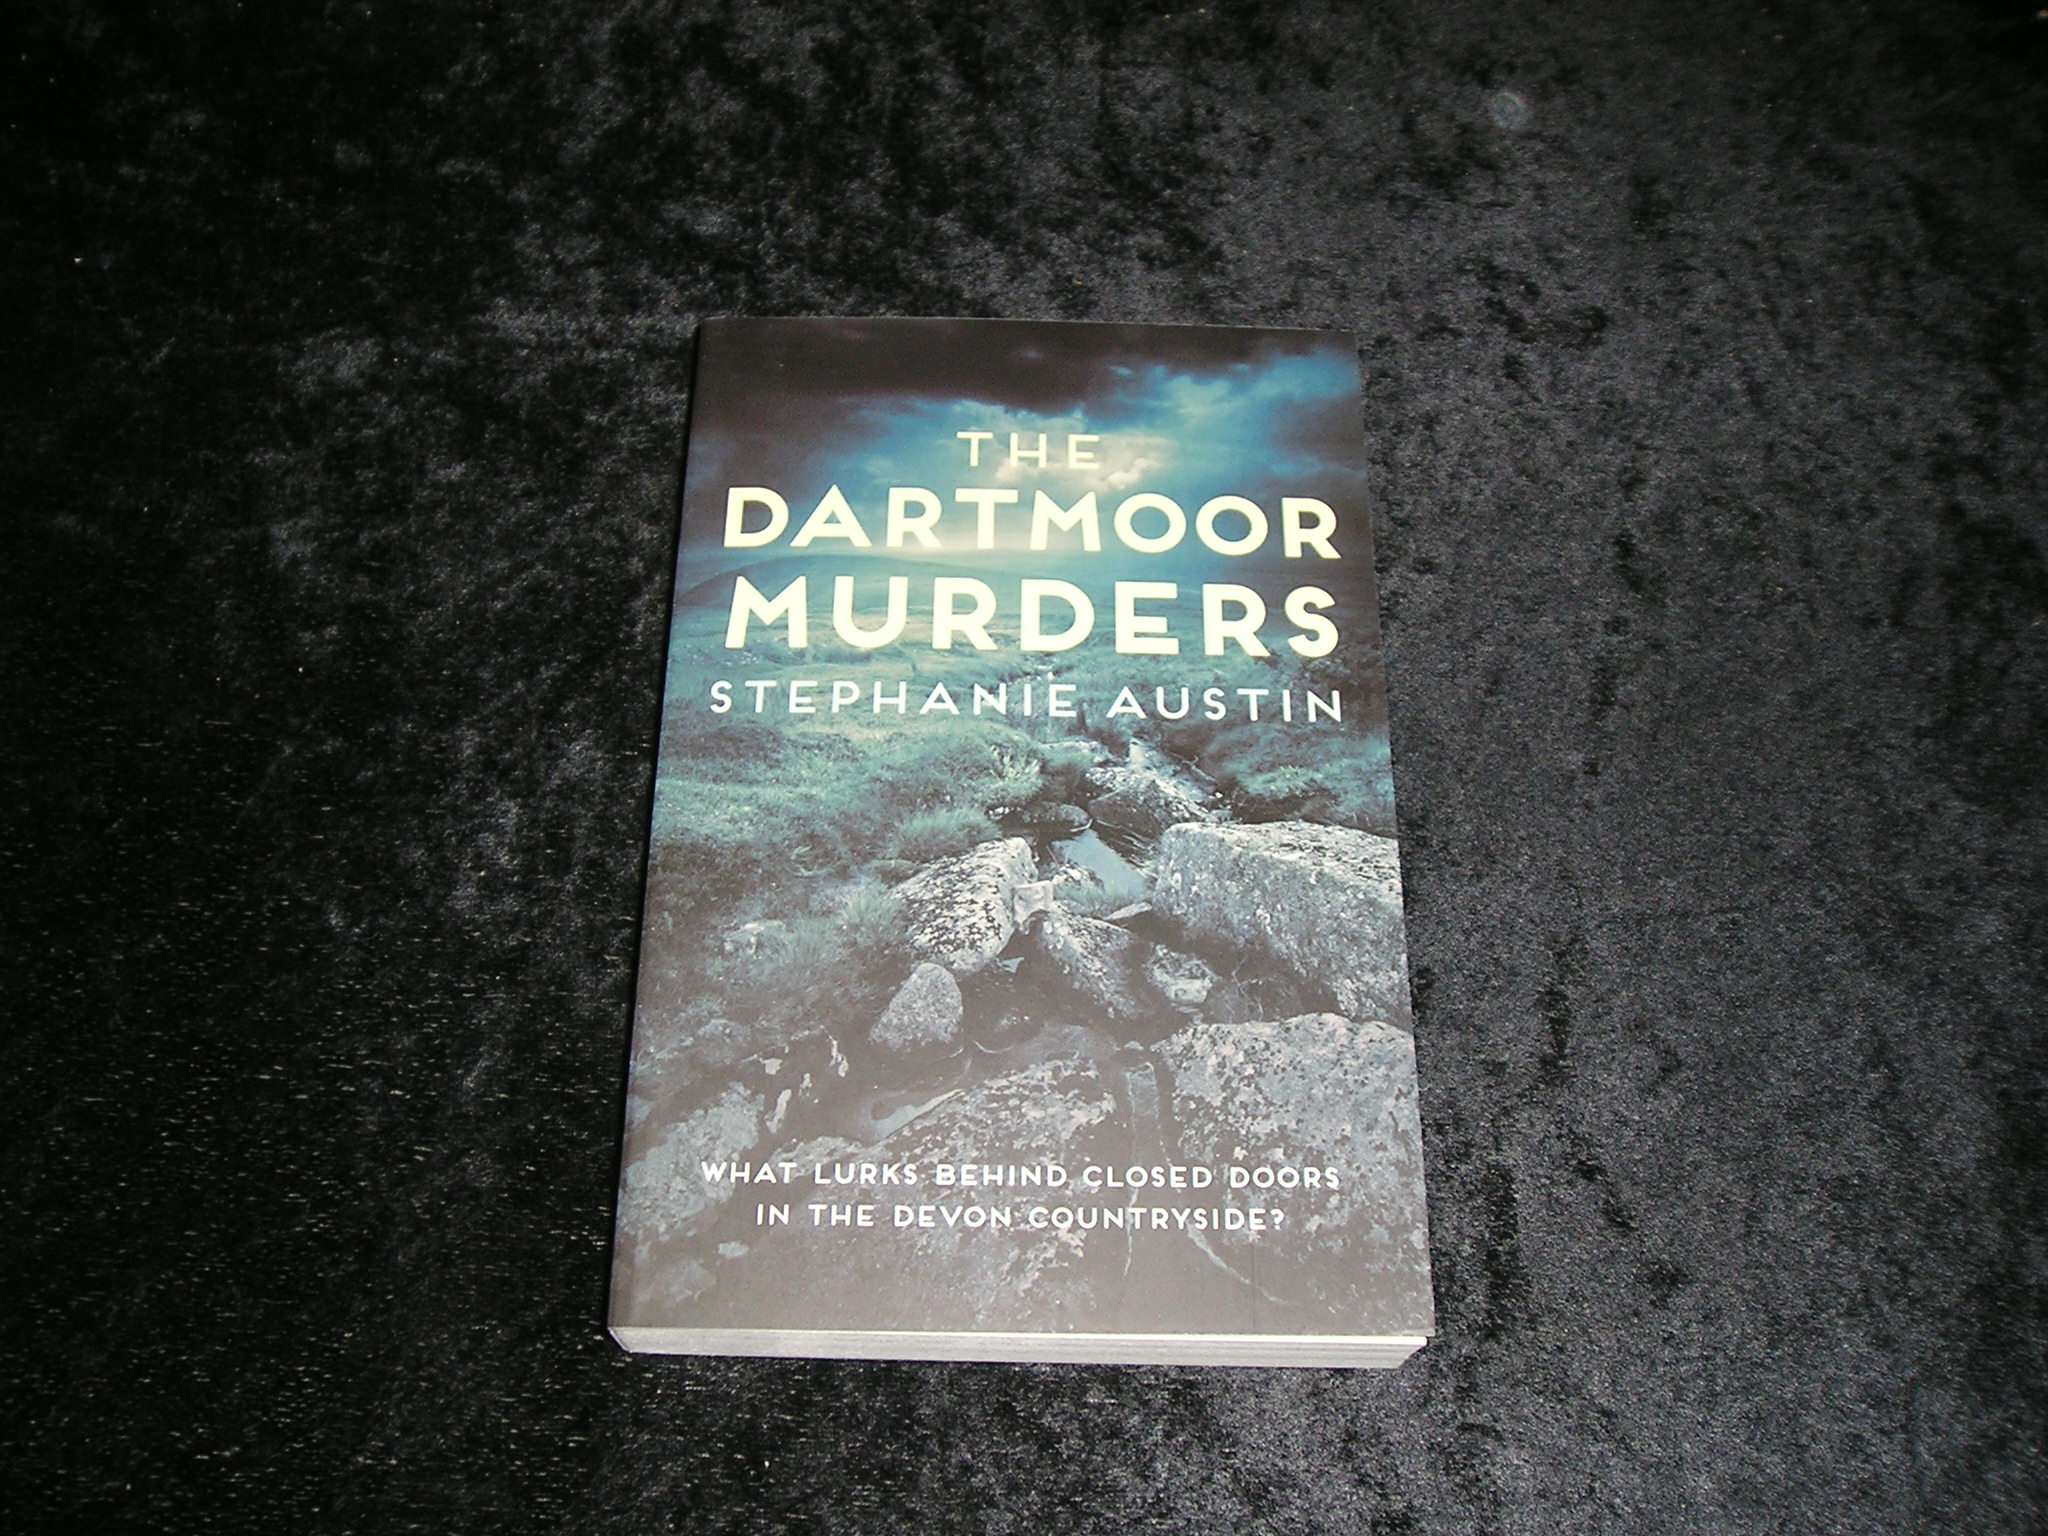 THE
DARTMOOR
MURDERS
STEPHANIE AUSTIN
WHAT LURKS BEHIND CLOSED DOORS
IN THE DEVON COUNTRYSIDE?